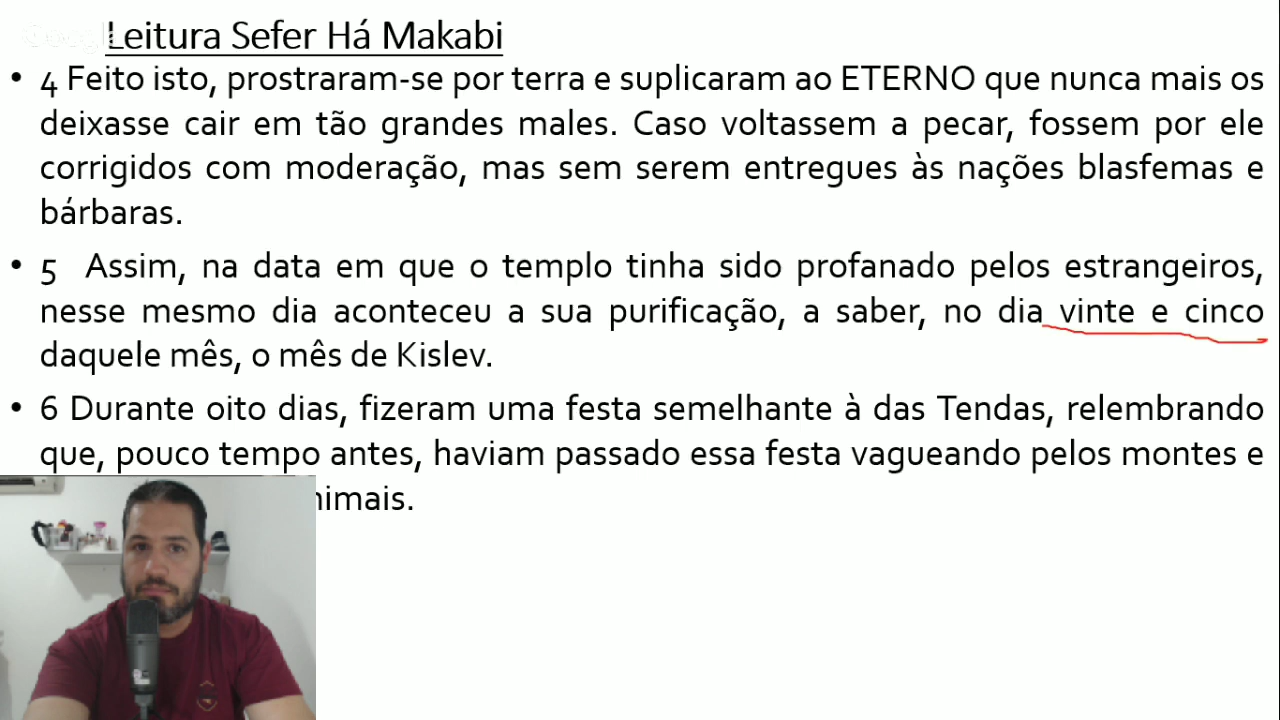 Leitura Sefer Há Makabi
• 4 Feito isto, prostraram-se por terra e suplicaram ao ETERNO que nunca mais os
deixasse cair em tão grandes males. Caso voltassem a pecar, fossem por ele
corrigidos com moderação, mas sem serem entregues às nações blasfemas e
bárbaras.
• 5 Assim, na data em que o templo tinha sido profanado pelos estrangeiros,
nesse mesmo dia aconteceu a sua purificação, a saber, no dia vinte e cinco
daquele mês, o mês de Kislev.
• 6 Durante oito dias, fizeram uma festa semelhante à das Tendas, relembrando
que, pouco tempo antes, haviam passado essa festa vagueando pelos montes e